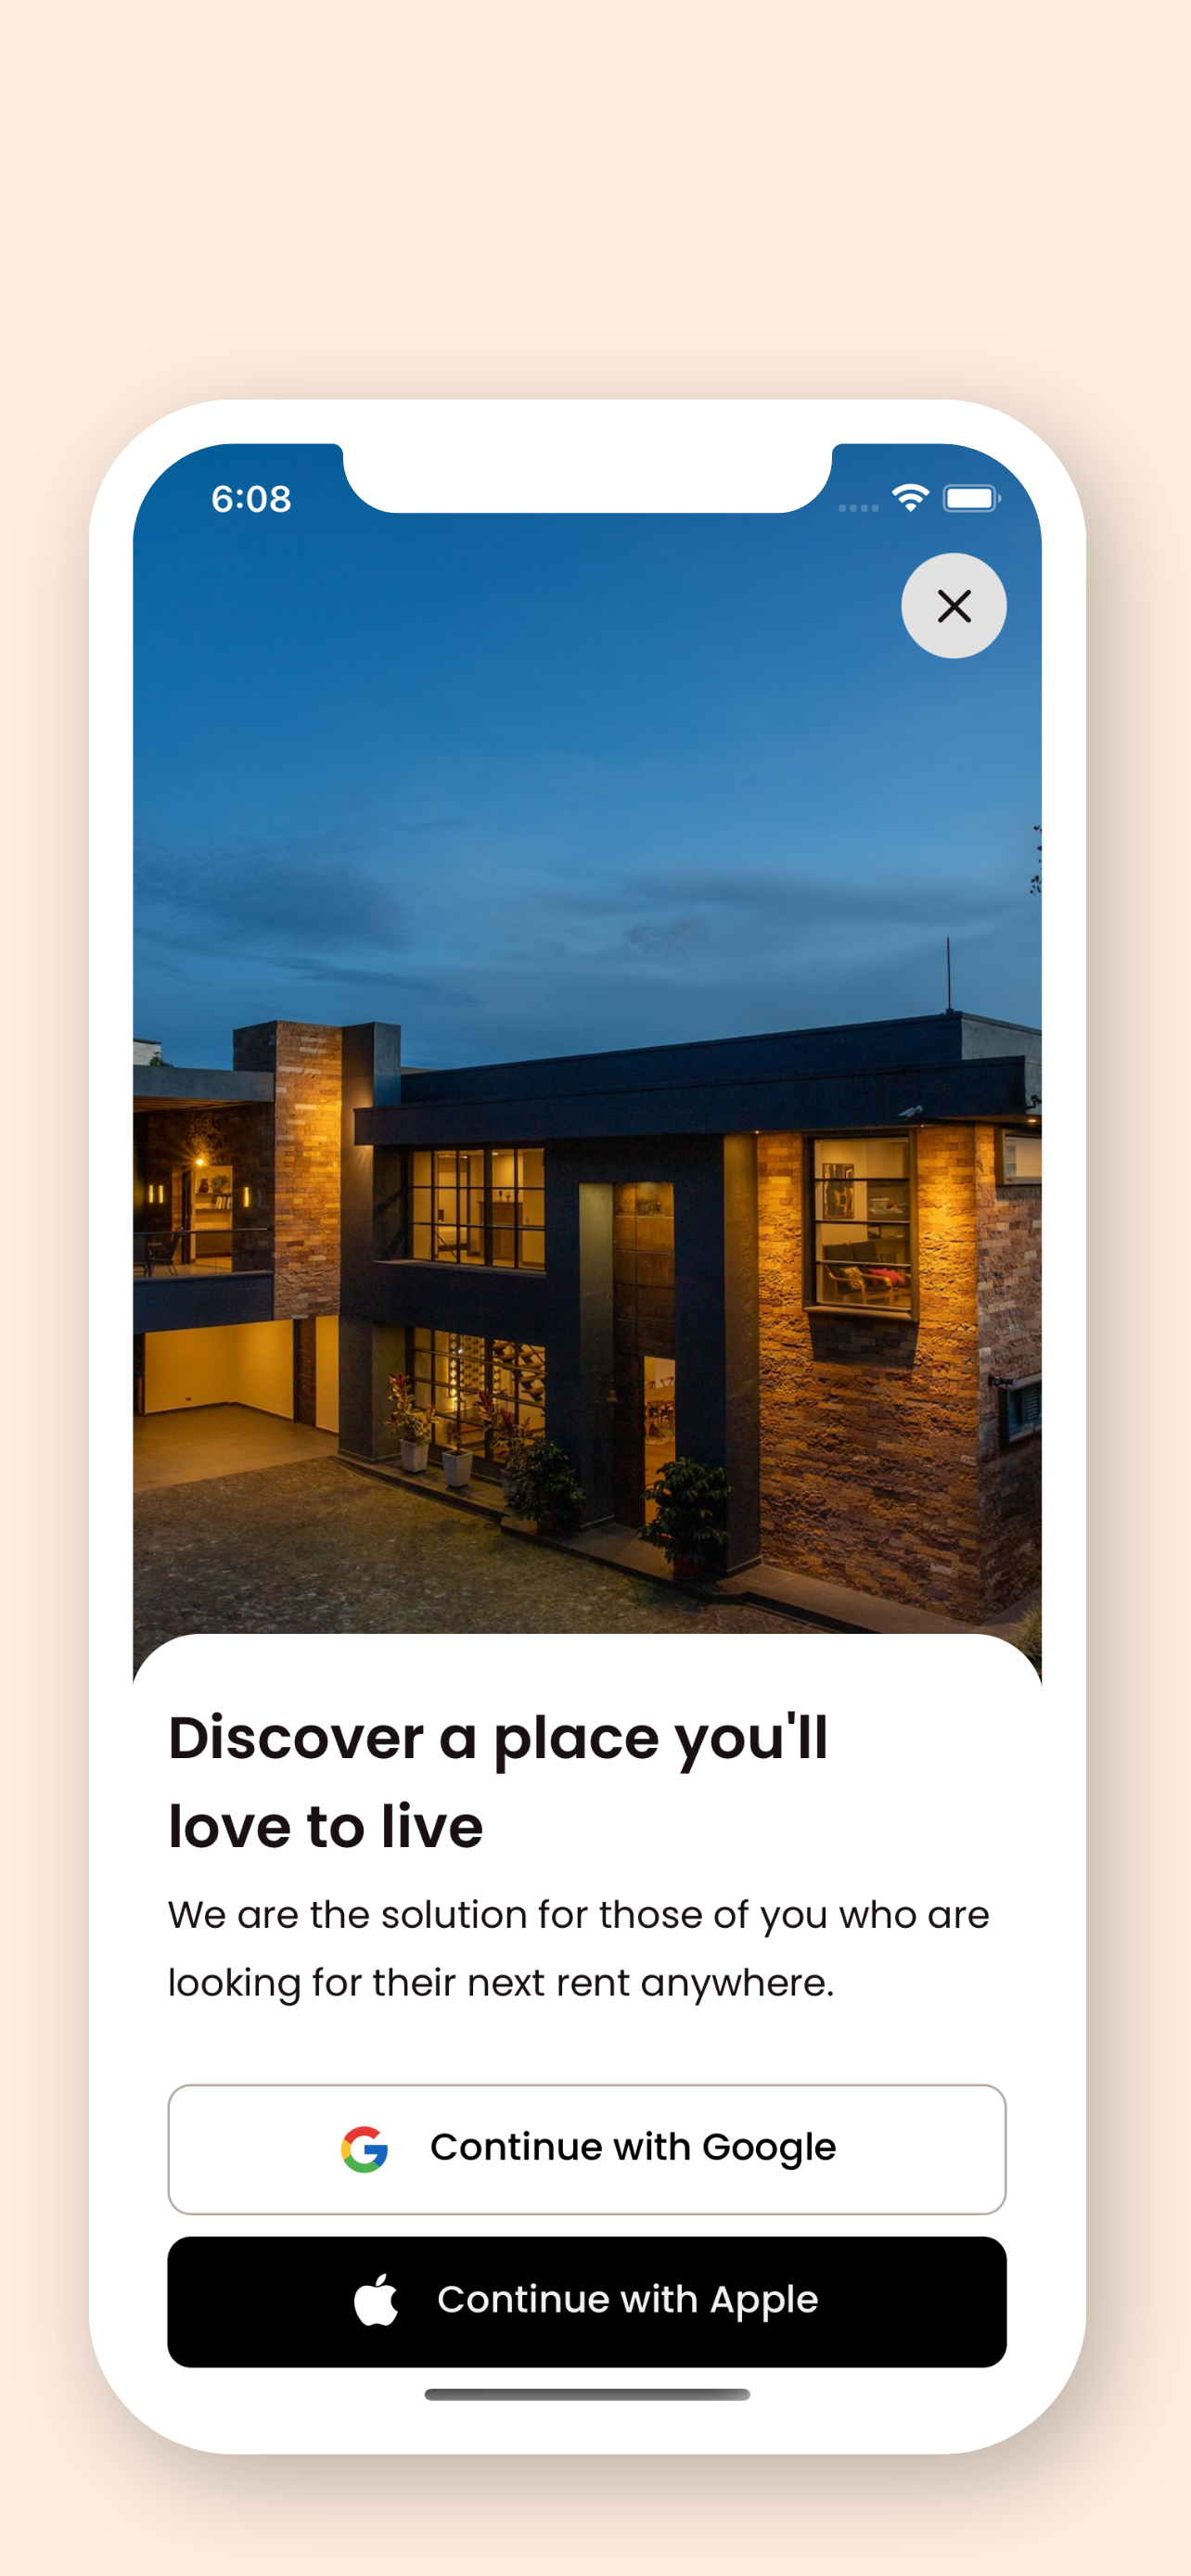 6:08
Discover a place you'll
love to live
We are the solution for those of you who are
looking for their next rent anywhere.
Continue with Google
Continue with Apple